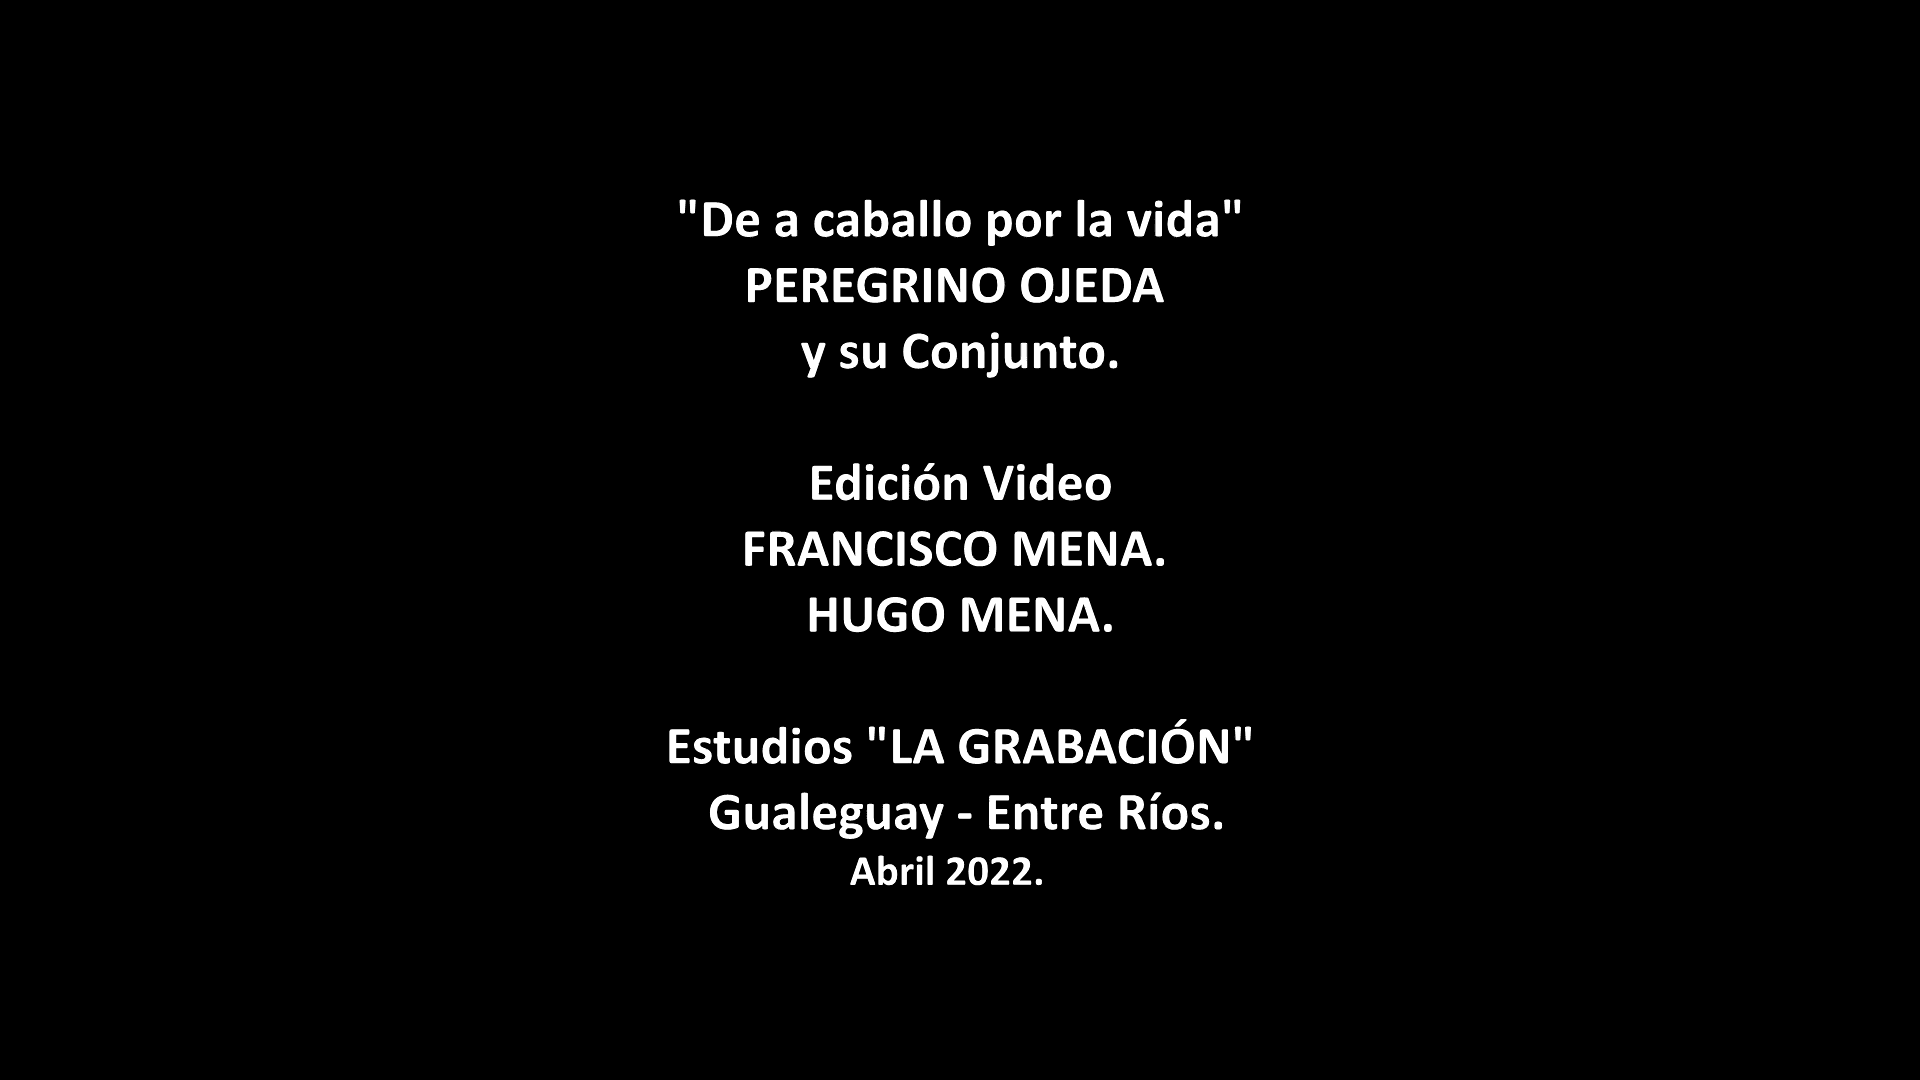 "De a caballo por la vida"
PEREGRINO OJEDA
y su Conjunto.
Edición Video
FRANCISCO MENA.
HUGO MENA.
Estudios "LA GRABACIÓN"
Gualeguay - Entre Ríos.
Abril 2022.